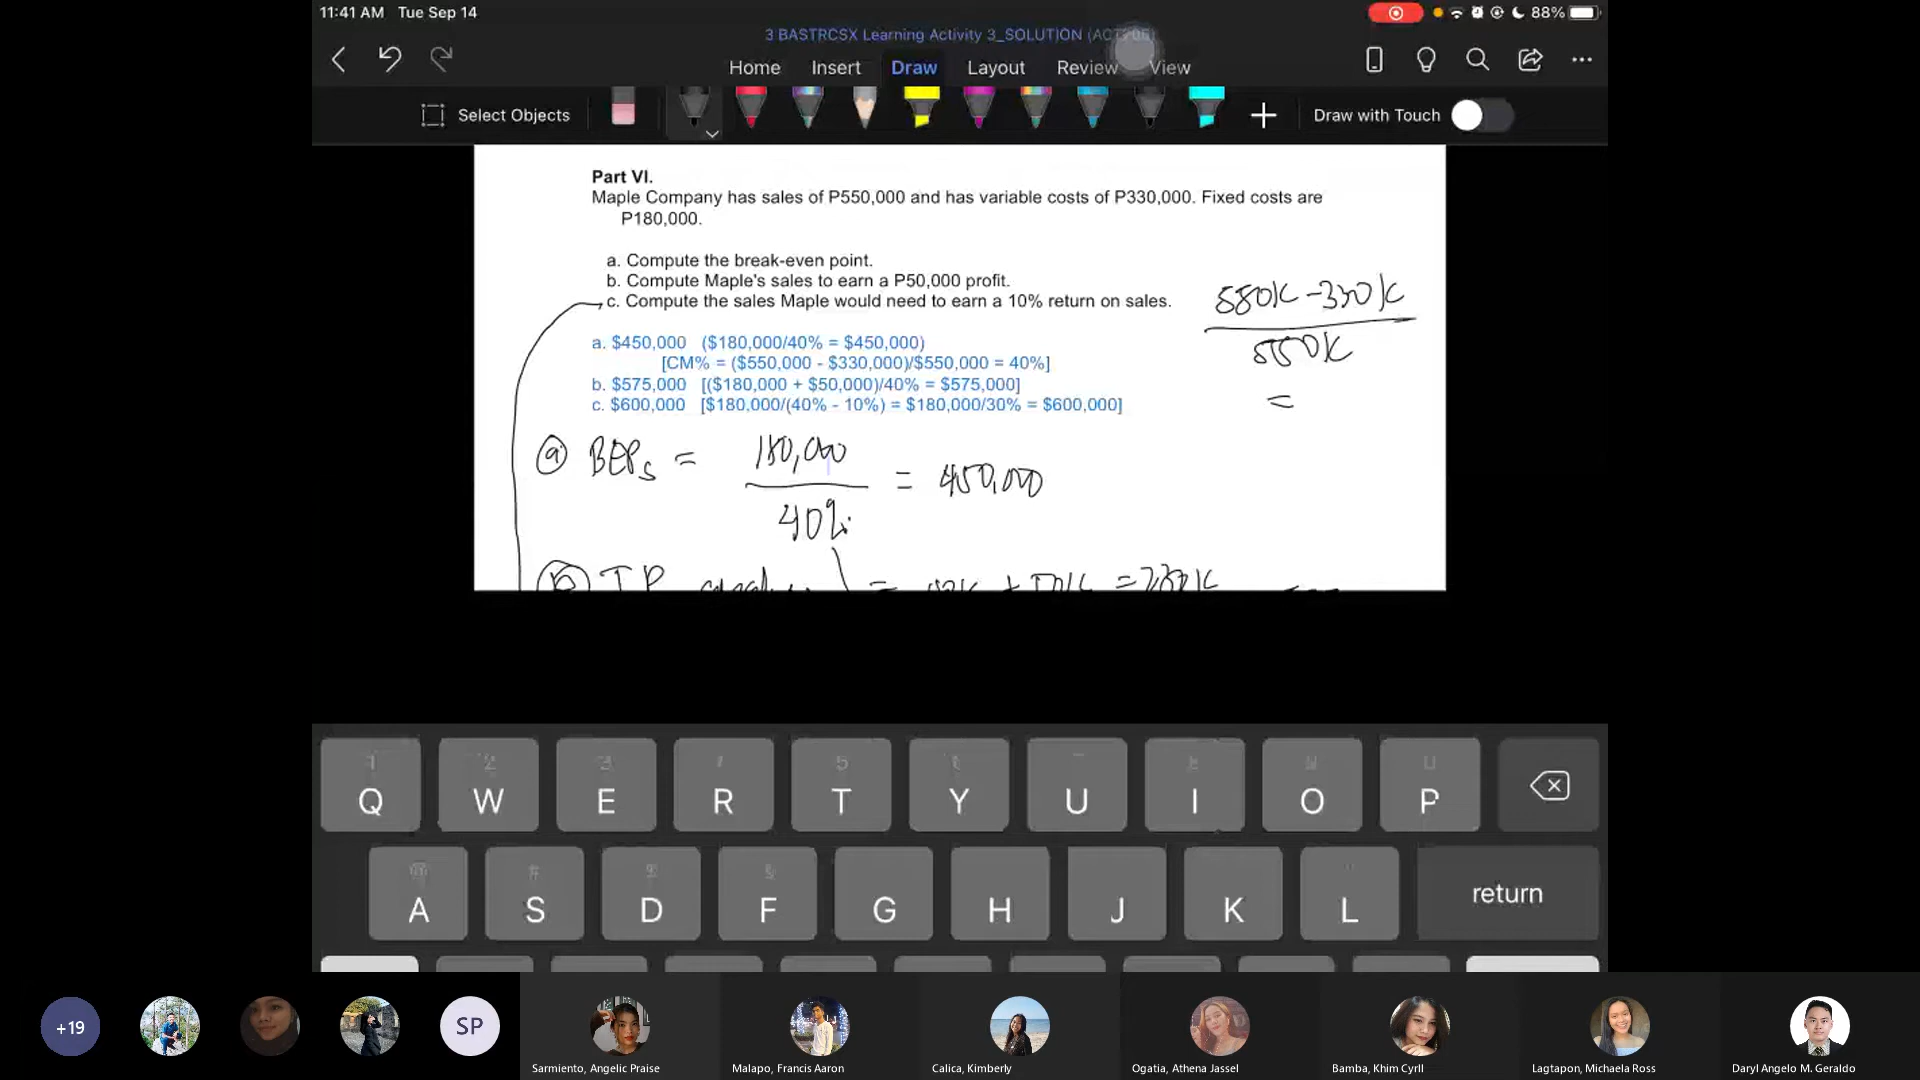 11:41 AM Tue Sep 14
88%
3 BASTRCSX Learning Activity 3_SOLUTION
Home Insert Draw Layout Review View
Select Objects
Draw with Touch
Part VI.
Maple Company has sales of P550,000 and has variable costs of P330,000. Fixed costs are
P180,000.
a. Compute the break-even point.
b. Compute Maple's sales to earn a P50,000 profit.
c. Compute the sales Maple would need to earn a 10% return on sales.
550K - 330K
550K
=
a. $450,000 ($180,000/40% = $450,000)
[CM% = ($550,000 - $330,000)/$550,000 = 40%]
b. $575,000 [($180,000 + $50,000)/40% = $575,000]
c. $600,000 [$180,000/(40% - 10%) = $180,000/30% = $600,000]
a BEPs = 180,000
40%
= 450,000
Q W E R T Y U I O P
A S D F G H J K L return
+19
SP
Sarmiento, Angelic Praise
Malapo, Francis Aaron
Calica, Kimberly
Ogatia, Athena Jassel
Bamba, Khim Cyrll
Lagtapon, Michaela Ross
Daryl Angelo M. Geraldo